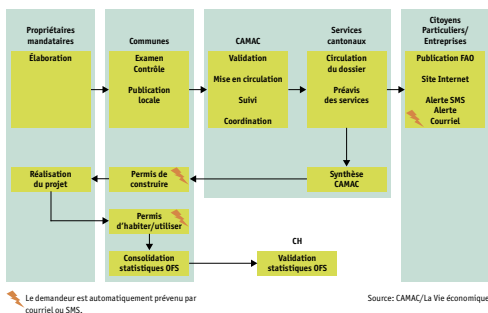 Propriétaires
mandataires
Communes
CAMAC
Services
cantonaux
Citoyens
Particuliers/
Entreprises
Élaboration
Examen
Contrôle
Publication
locale
Validation
Mise en circulation
Suivi
Coordination
Circulation
du dossier
Préavis
des services
Publication FAO
Site Internet
Alerte SMS
Alerte
Courriel
Réalisation
du projet
Permis de
construire
Synthèse
CAMAC
Permis
d'habiter/utiliser
CH
Consolidation
statistiques OFS
Validation
statistiques OFS
Le demandeur est automatiquement prévenu par
courriel ou SMS.
Source: CAMAC/La Vie économique